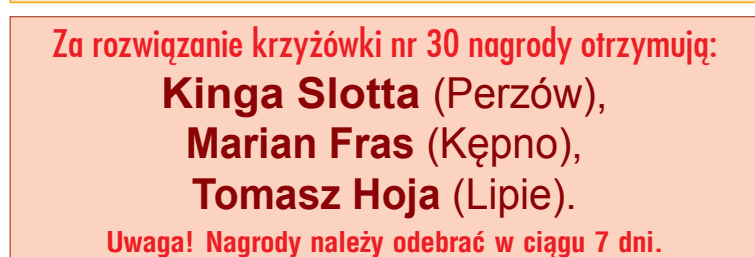 Za rozwiązanie krzyżówki nr 30 nagrody otrzymują:
Kinga Slotta (Perzów),
Marian Fras (Kępno),
Tomasz Hoja (Lipie).
Uwaga! Nagrody należy odebrać w ciągu 7 dni.